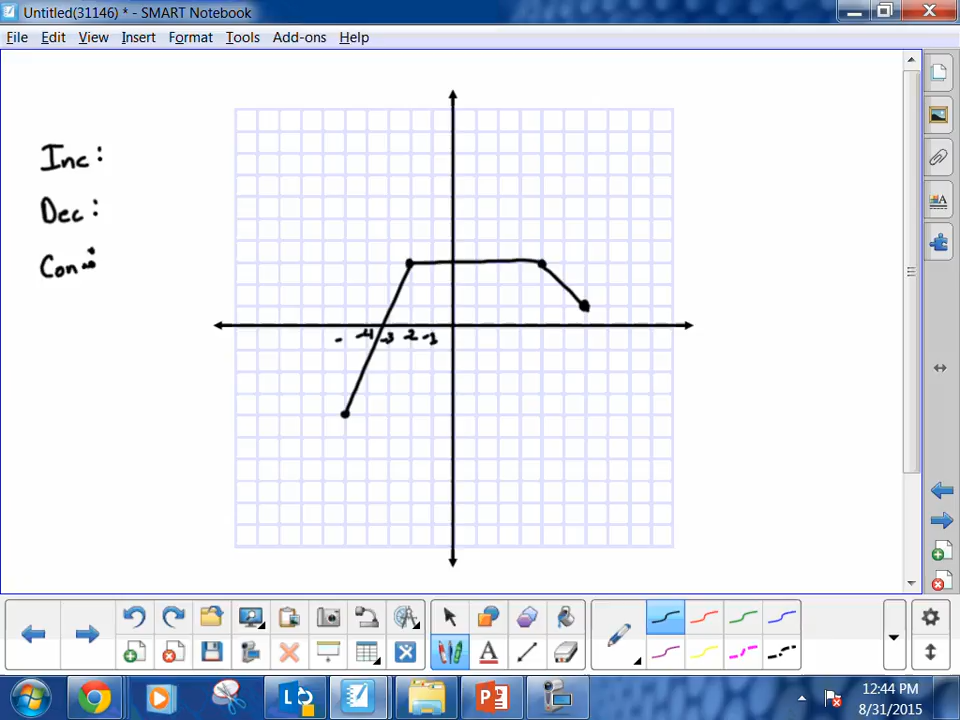 Untitled(31146) * - SMART Notebook
File Edit View Insert Format Tools Add-ons Help
Inc :
Dec :
-4 -3 -2 -1
12:44 PM
8/31/2015